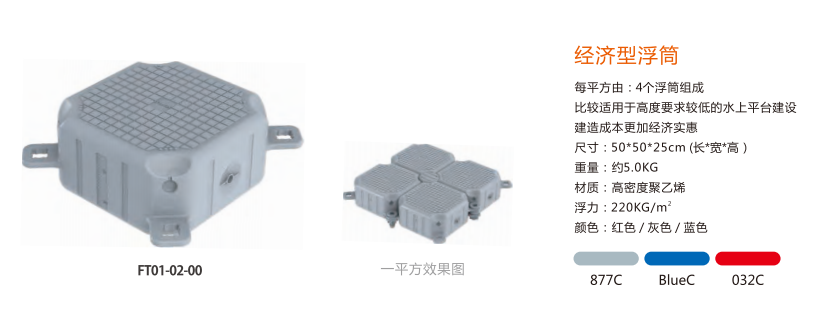 经济型浮筒
每平方由：4个浮筒组成
比较适用于高度要求较低的水上平台建设
建造成本更加经济实惠
尺寸：50*50*25cm (长*宽*高 )
重量：约5.0KG
材质：高密度聚乙烯
浮力：220KG/m²
颜色：红色 / 灰色 / 蓝色
877C BlueC 032C
FT01-02-00
一平方效果图